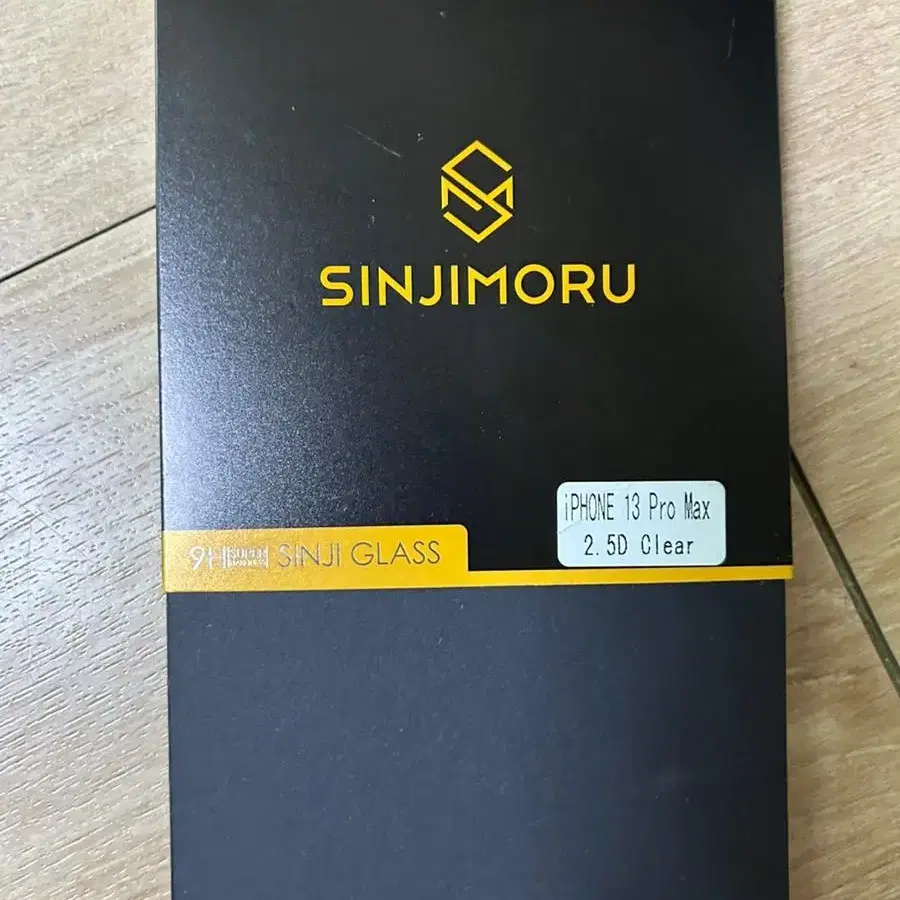 SINJIMORU
iPHONE 13 Pro Max
2.5D Clear
9H SINJI GLASS